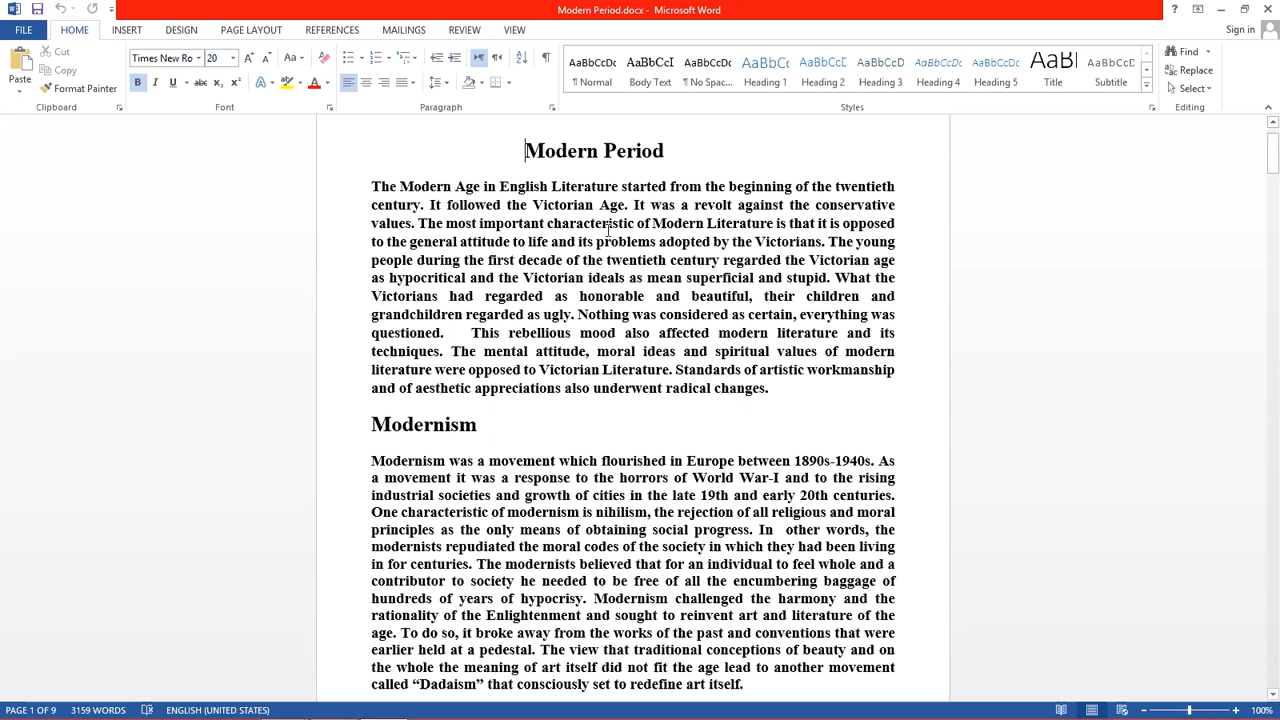 Modern Period.docx - Microsoft Word
FILE HOME INSERT DESIGN PAGE LAYOUT REFERENCES MAILINGS REVIEW VIEW Sign in
Paste Cut Copy Format Painter
Times New Ro 20
¶ Normal Body Text ¶ No Spac... Heading 1 Heading 2 Heading 3 Heading 4 Heading 5 Title Subtitle
Find Replace Select
Clipboard Font Paragraph Styles Editing
Modern Period
The Modern Age in English Literature started from the beginning of the twentieth
century. It followed the Victorian Age. It was a revolt against the conservative
values. The most important characteristic of Modern Literature is that it is opposed
to the general attitude to life and its problems adopted by the Victorians. The young
people during the first decade of the twentieth century regarded the Victorian age
as hypocritical and the Victorian ideals as mean superficial and stupid. What the
Victorians had regarded as honorable and beautiful, their children and
grandchildren regarded as ugly. Nothing was considered as certain, everything was
questioned. This rebellious mood also affected modern literature and its
techniques. The mental attitude, moral ideas and spiritual values of modern
literature were opposed to Victorian Literature. Standards of artistic workmanship
and of aesthetic appreciations also underwent radical changes.
Modernism
Modernism was a movement which flourished in Europe between 1890s-1940s. As
a movement it was a response to the horrors of World War-I and to the rising
industrial societies and growth of cities in the late 19th and early 20th centuries.
One characteristic of modernism is nihilism, the rejection of all religious and moral
principles as the only means of obtaining social progress. In other words, the
modernists repudiated the moral codes of the society in which they had been living
in for centuries. The modernists believed that for an individual to feel whole and a
contributor to society he needed to be free of all the encumbering baggage of
hundreds of years of hypocrisy. Modernism challenged the harmony and the
rationality of the Enlightenment and sought to reinvent art and literature of the
age. To do so, it broke away from the works of the past and conventions that were
earlier held at a pedestal. The view that traditional conceptions of beauty and on
the whole the meaning of art itself did not fit the age lead to another movement
called “Dadaism” that consciously set to redefine art itself.
PAGE 1 OF 9 3159 WORDS ENGLISH (UNITED STATES) 100%